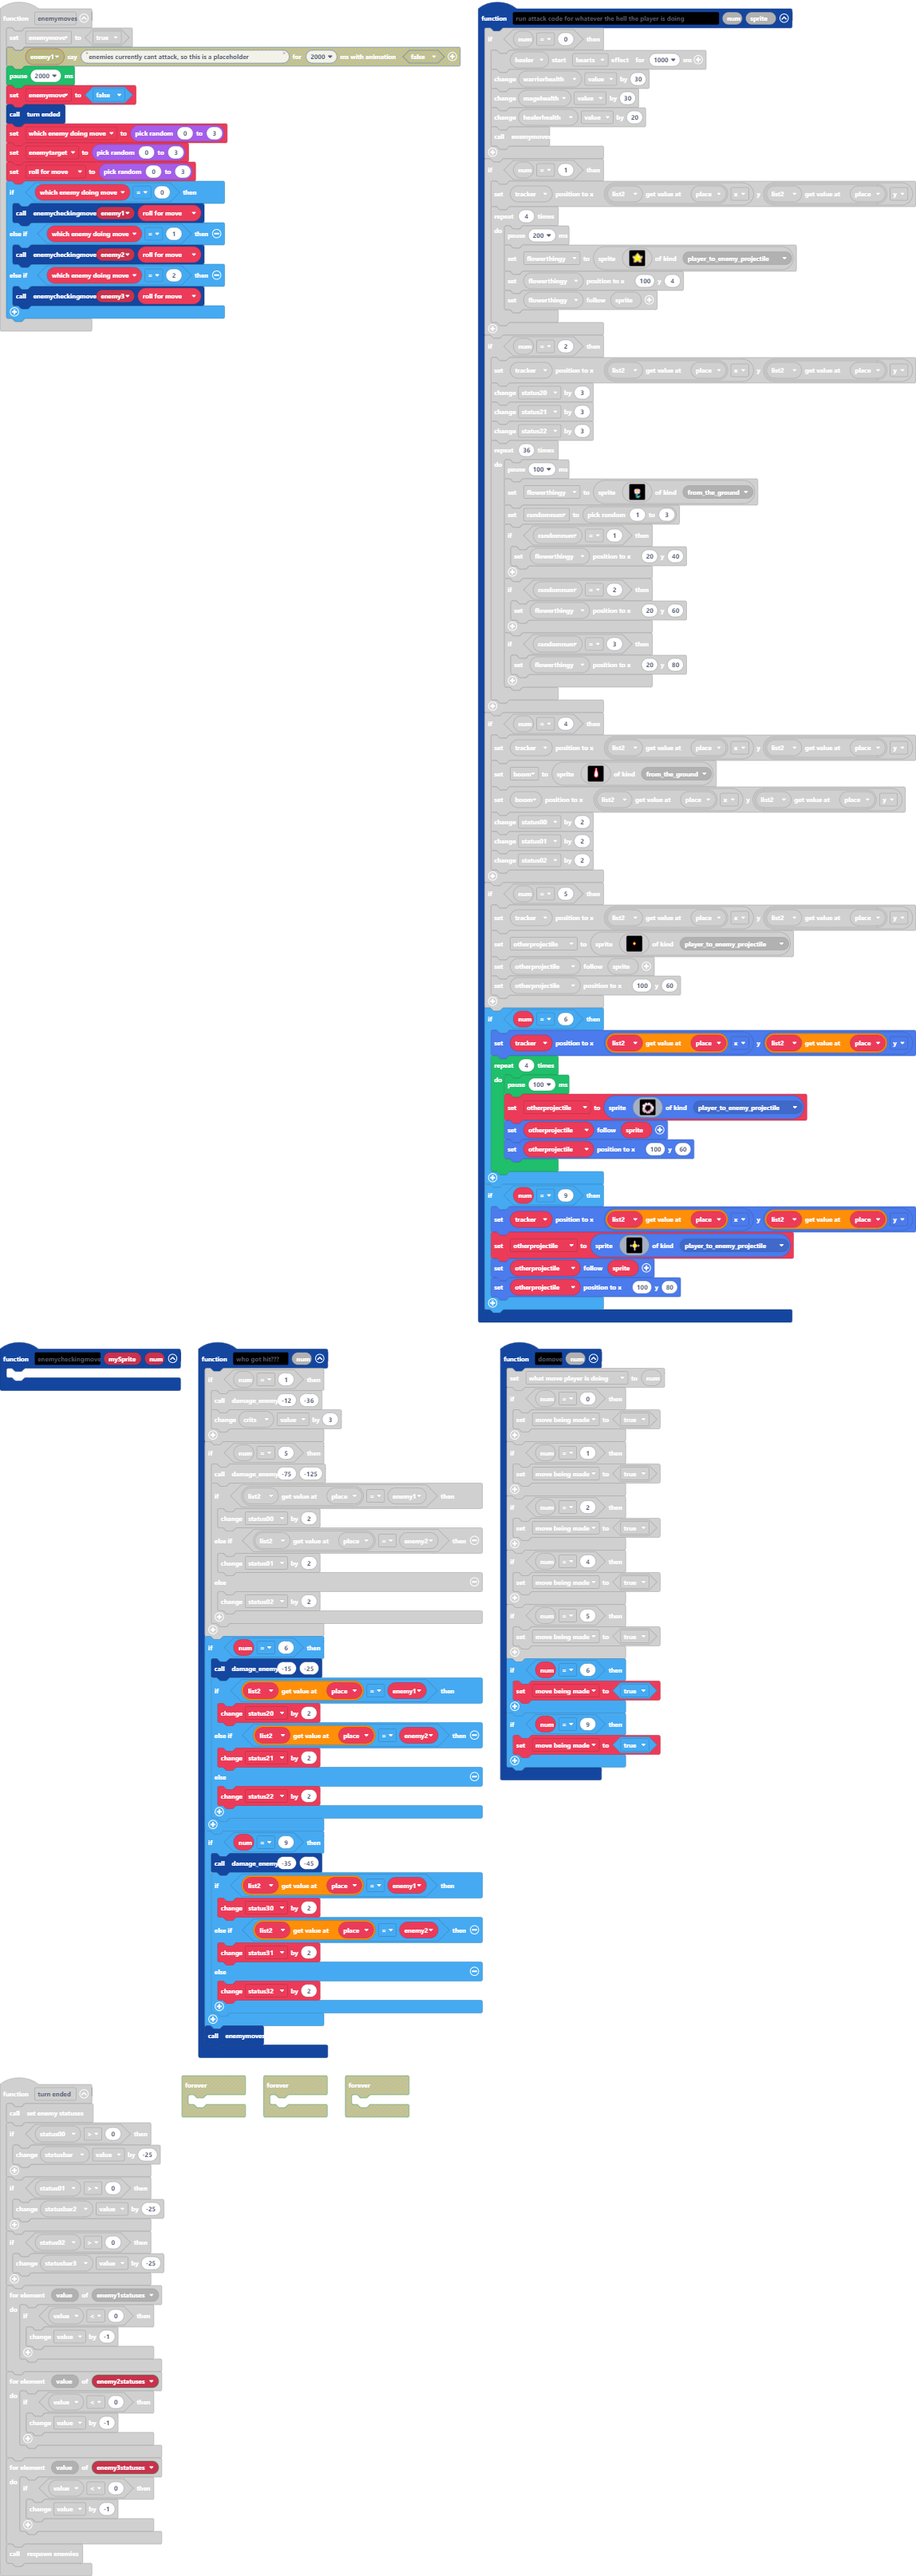 function enemymoves
set enemymove to true
enemy1 say "enemies currently cant attack, so this is a placeholder" for 2000 ms with animation false
pause 2000 ms
set enemymove to false
call turn ended
set which enemy doing move to pick random 0 to 3
set enemytarget to pick random 0 to 3
set roll for move to pick random 0 to 3
if which enemy doing move = 0 then
call enemycheckingmove enemy1 roll for move
else if which enemy doing move = 1 then
call enemycheckingmove enemy2 roll for move
else if which enemy doing move = 2 then
call enemycheckingmove enemy3 roll for move
function run attack code for whatever the hell the player is doing num sprite
if num = 0 then
healer start hearts effect for 1000 ms
change warriorhealth value by 30
change magehealth value by 30
change healerhealth value by 20
call enemymoves
if num = 1 then
set tracker position to x list2 get value at place x y list2 get value at place y
repeat 4 times
do pause 200 ms
set flowerthingy to sprite of kind player_to_enemy_projectile
set flowerthingy position to x 100 y 4
set flowerthingy follow sprite
if num = 2 then
set tracker position to x list2 get value at place x y list2 get value at place y
change status20 by 3
change status21 by 3
change status22 by 3
repeat 36 times
do pause 100 ms
set flowerthingy to sprite of kind from_the_ground
set randomnum to pick random 1 to 3
if randomnum = 1 then
set flowerthingy position to x 20 y 40
if randomnum = 2 then
set flowerthingy position to x 20 y 60
if randomnum = 3 then
set flowerthingy position to x 20 y 80
if num = 4 then
set tracker position to x list2 get value at place x y list2 get value at place y
set to sprite of kind from_the_ground
set position to x list2 get value at place x y list2 get value at place y
change status00 by 2
change status01 by 2
change status02 by 2
if num = 5 then
set tracker position to x list2 get value at place x y list2 get value at place y
set otherprojectile to sprite of kind player_to_enemy_projectile
set otherprojectile follow sprite
set otherprojectile position to x 100 y 60
if num = 6 then
set tracker position to x list2 get value at place x y list2 get value at place y
repeat 4 times
do pause 100 ms
set otherprojectile to sprite of kind player_to_enemy_projectile
set otherprojectile follow sprite
set otherprojectile position to x 100 y 60
if num = 9 then
set tracker position to x list2 get value at place x y list2 get value at place y
set otherprojectile to sprite of kind player_to_enemy_projectile
set otherprojectile follow sprite
set otherprojectile position to x 100 y 80
function enemycheckingmove mySprite num
function who got hit??? num
if num = 1 then
call damage_enemy -12 -36
change crits value by 3
if num = 5 then
call damage_enemy -75 -125
if list2 get value at place = enemy1 then
change status00 by 2
else if list2 get value at place = enemy2 then
change status01 by 2
else
change status02 by 2
if num = 6 then
call damage_enemy -15 -25
if list2 get value at place = enemy1 then
change status20 by 2
else if list2 get value at place = enemy2 then
change status21 by 2
else
change status22 by 2
if num = 9 then
call damage_enemy -35 -45
if list2 get value at place = enemy1 then
change status30 by 2
else if list2 get value at place = enemy2 then
change status31 by 2
else
change status32 by 2
call enemymoves
function domove num
set what move player is doing to num
if num = 0 then
set move being made to true
if num = 1 then
set move being made to true
if num = 2 then
set move being made to true
if num = 4 then
set move being made to true
if num = 5 then
set move being made to true
if num = 6 then
set move being made to true
if num = 9 then
set move being made to true
function turn ended
call set enemy statuses
if status00 > 0 then
change statusbar value by -25
if status01 > 0 then
change statusbar2 value by -25
if status02 > 0 then
change statusbar3 value by -25
for element value of enemy1statuses
do if value < 0 then
change value by -1
for element value of enemy2statuses
do if value < 0 then
change value by -1
for element value of enemy3statuses
do if value < 0 then
change value by -1
call respawn enemies
forever
forever
forever